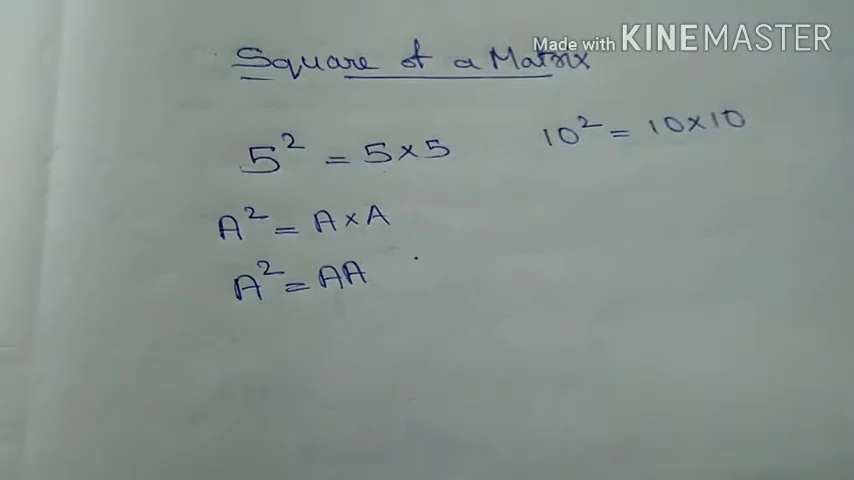 Made with KINEMASTER
Square of a Matrix
5² = 5×5
10² = 10×10
A² = A×A
A² = AA